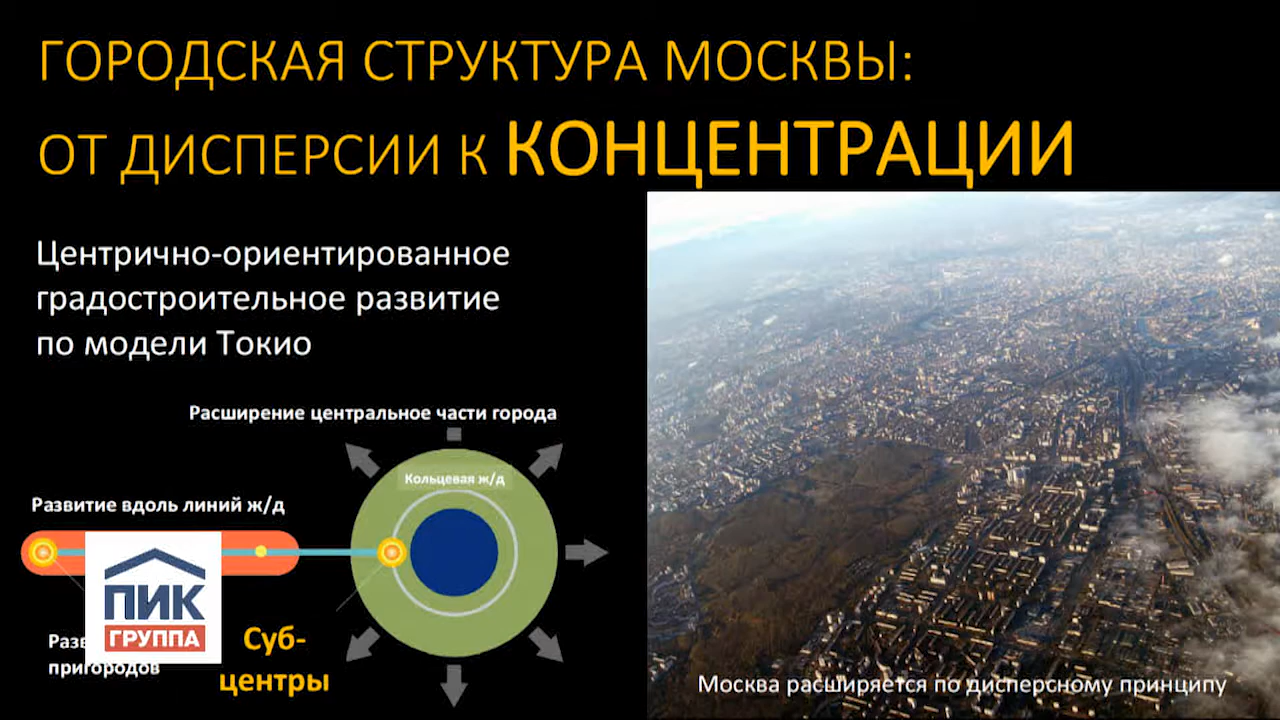 ГОРОДСКАЯ СТРУКТУРА МОСКВЫ:
ОТ ДИСПЕРСИИ К КОНЦЕНТРАЦИИ
Центрично-ориентированное
градостроительное развитие
по модели Токио
Расширение центральное части города
Кольцевая ж/д
Развитие вдоль линий ж/д
ПИК
ГРУППА
пригородов
Суб-
центры
Москва расширяется по дисперсному принципу